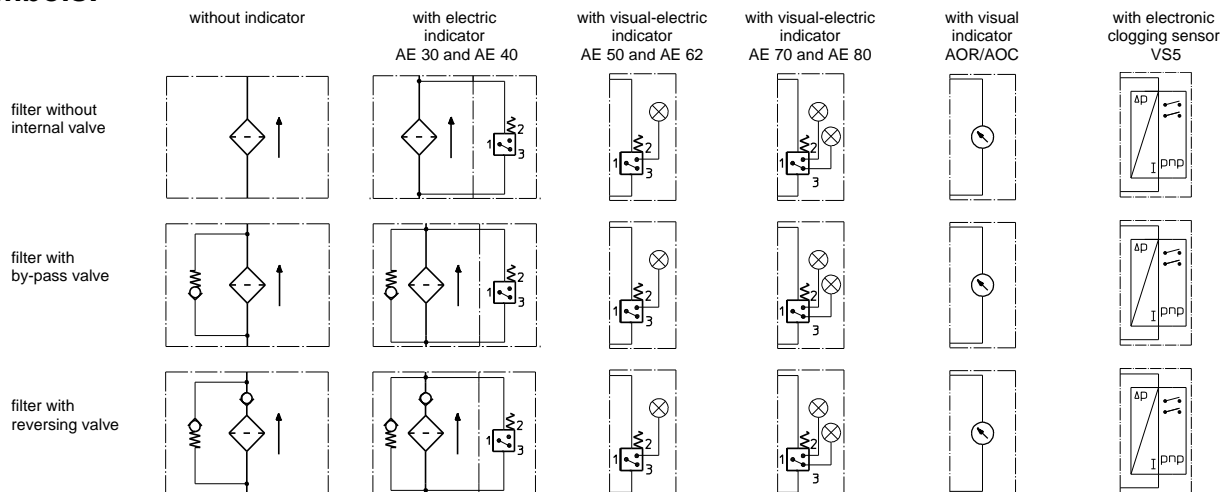 without indicator
with electric
indicator
AE 30 and AE 40
with visual-electric
indicator
AE 50 and AE 62
with visual-electric
indicator
AE 70 and AE 80
with visual
indicator
AOR/AOC
with electronic
clogging sensor
VS5
filter without
internal valve
1 2 3
1 2 3
1 2 3
Δp
I pnp
filter with
by-pass valve
1 2 3
1 2 3
1 2 3
Δp
I pnp
filter with
reversing valve
1 2 3
1 2 3
1 2 3
Δp
I pnp